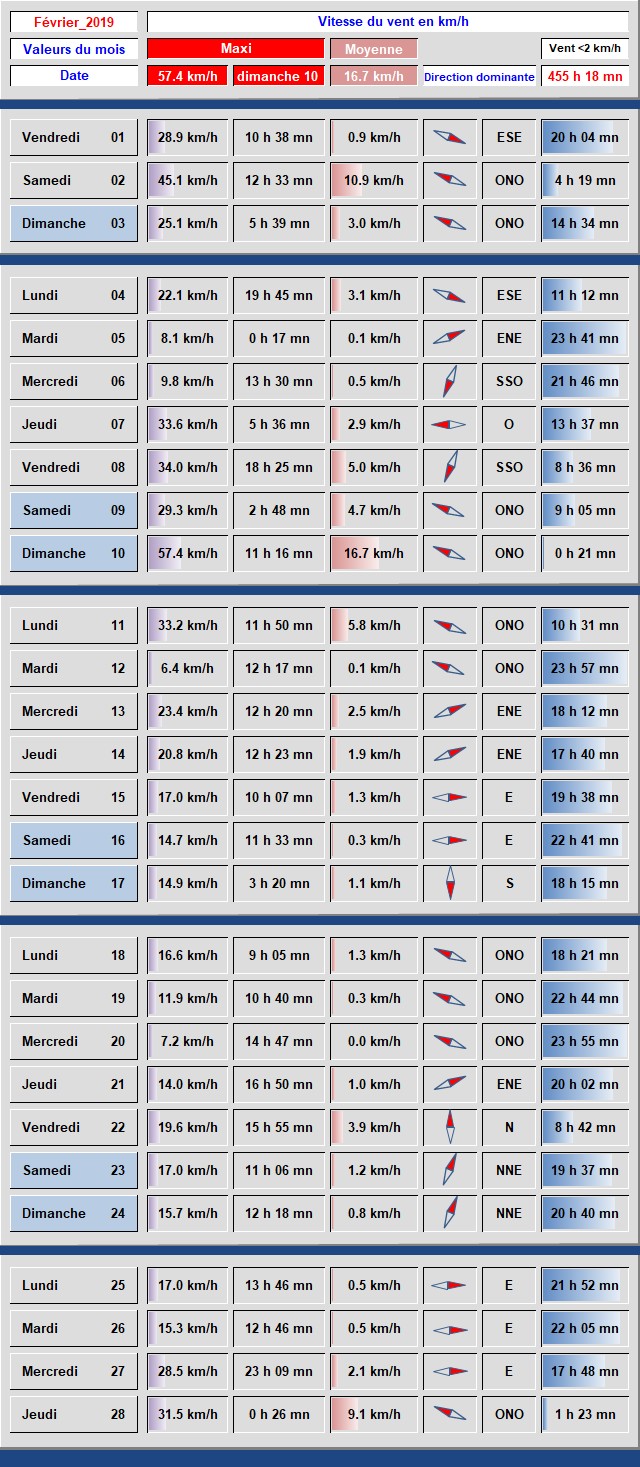 Février_2019 Vitesse du vent en km/h
Valeurs du mois Maxi Moyenne Vent <2 km/h
Date 57.4 km/h dimanche 10 16.7 km/h Direction dominante 455 h 18 mn
Vendredi 01 28.9 km/h 10 h 38 mn 0.9 km/h ESE 20 h 04 mn
Samedi 02 45.1 km/h 12 h 33 mn 10.9 km/h ONO 4 h 19 mn
Dimanche 03 25.1 km/h 5 h 39 mn 3.0 km/h ONO 14 h 34 mn
Lundi 04 22.1 km/h 19 h 45 mn 3.1 km/h ESE 11 h 12 mn
Mardi 05 8.1 km/h 0 h 17 mn 0.1 km/h ENE 23 h 41 mn
Mercredi 06 9.8 km/h 13 h 30 mn 0.5 km/h SSO 21 h 46 mn
Jeudi 07 33.6 km/h 5 h 36 mn 2.9 km/h O 13 h 37 mn
Vendredi 08 34.0 km/h 18 h 25 mn 5.0 km/h SSO 8 h 36 mn
Samedi 09 29.3 km/h 2 h 48 mn 4.7 km/h ONO 9 h 05 mn
Dimanche 10 57.4 km/h 11 h 16 mn 16.7 km/h ONO 0 h 21 mn
Lundi 11 33.2 km/h 11 h 50 mn 5.8 km/h ONO 10 h 31 mn
Mardi 12 6.4 km/h 12 h 17 mn 0.1 km/h ONO 23 h 57 mn
Mercredi 13 23.4 km/h 12 h 20 mn 2.5 km/h ENE 18 h 12 mn
Jeudi 14 20.8 km/h 12 h 23 mn 1.9 km/h ENE 17 h 40 mn
Vendredi 15 17.0 km/h 10 h 07 mn 1.3 km/h E 19 h 38 mn
Samedi 16 14.7 km/h 11 h 33 mn 0.3 km/h E 22 h 41 mn
Dimanche 17 14.9 km/h 3 h 20 mn 1.1 km/h S 18 h 15 mn
Lundi 18 16.6 km/h 9 h 05 mn 1.3 km/h ONO 18 h 21 mn
Mardi 19 11.9 km/h 10 h 40 mn 0.3 km/h ONO 22 h 44 mn
Mercredi 20 7.2 km/h 14 h 47 mn 0.0 km/h ONO 23 h 55 mn
Jeudi 21 14.0 km/h 16 h 50 mn 1.0 km/h ENE 20 h 02 mn
Vendredi 22 19.6 km/h 15 h 55 mn 3.9 km/h N 8 h 42 mn
Samedi 23 17.0 km/h 11 h 06 mn 1.2 km/h NNE 19 h 37 mn
Dimanche 24 15.7 km/h 12 h 18 mn 0.8 km/h NNE 20 h 40 mn
Lundi 25 17.0 km/h 13 h 46 mn 0.5 km/h E 21 h 52 mn
Mardi 26 15.3 km/h 12 h 46 mn 0.5 km/h E 22 h 05 mn
Mercredi 27 28.5 km/h 23 h 09 mn 2.1 km/h E 17 h 48 mn
Jeudi 28 31.5 km/h 0 h 26 mn 9.1 km/h ONO 1 h 23 mn